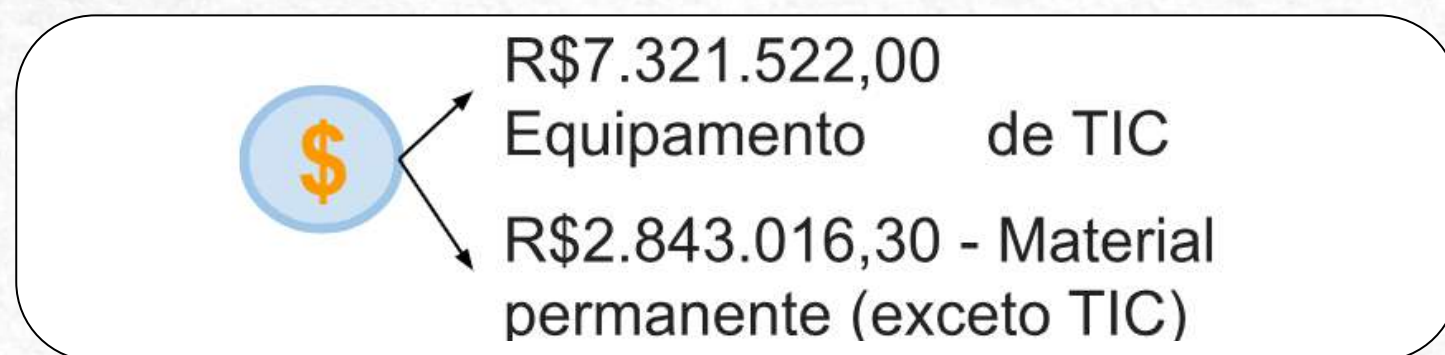 $
R$7.321.522,00
Equipamento de TIC
R$2.843.016,30 - Material
permanente (exceto TIC)